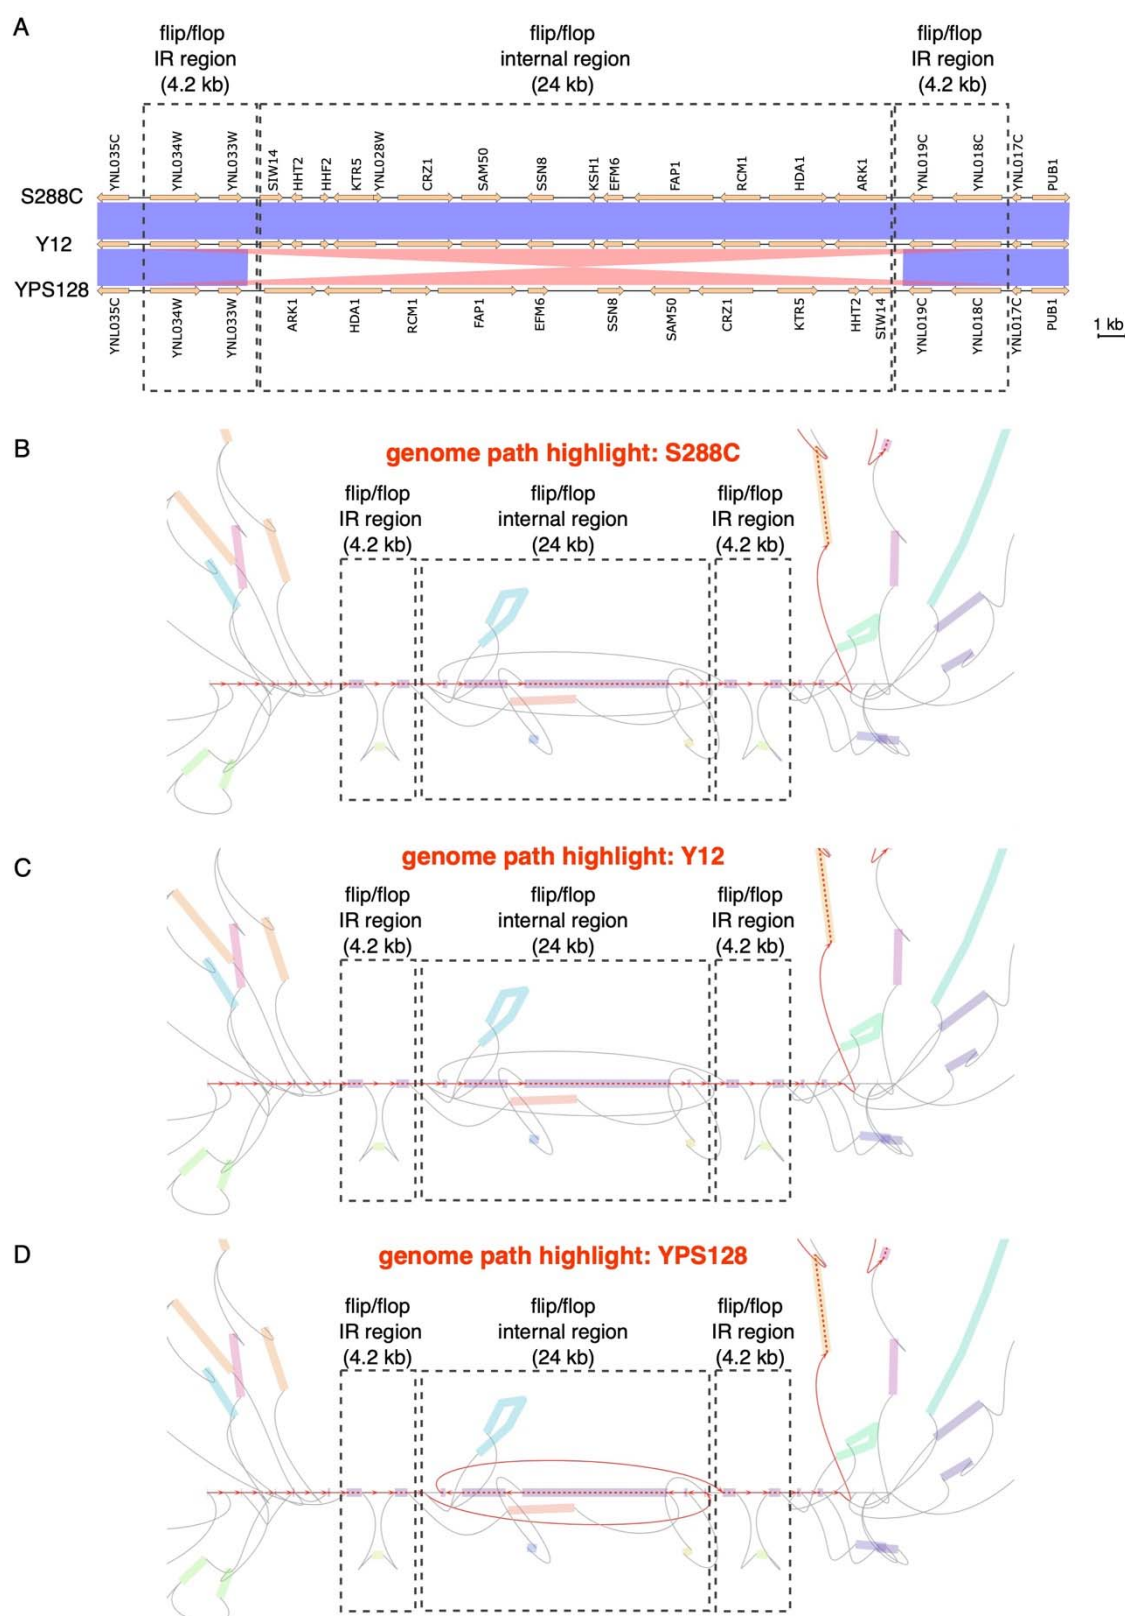 A
flip/flop
IR region
(4.2 kb)
flip/flop
internal region
(24 kb)
flip/flop
IR region
(4.2 kb)
YNL035C YNL034W YNL033W SIW14 HHT2 HHF2 KTR5 YNL028W CRZ1 SAM50 SSN8 KSH1 EFM6 FAP1 RCM1 HDA1 ARK1 YNL019C YNL018C YNL017C PUB1
S288C
Y12
YPS128
YNL035C YNL034W YNL033W ARK1 HDA1 RCM1 FAP1 EFM6 SSN8 SAM50 CRZ1 KTR5 HHT2 SIW14 YNL019C YNL018C YNL017C PUB1
1 kb
B
genome path highlight: S288C
flip/flop
IR region
(4.2 kb)
flip/flop
internal region
(24 kb)
flip/flop
IR region
(4.2 kb)
C
genome path highlight: Y12
flip/flop
IR region
(4.2 kb)
flip/flop
internal region
(24 kb)
flip/flop
IR region
(4.2 kb)
D
genome path highlight: YPS128
flip/flop
IR region
(4.2 kb)
flip/flop
internal region
(24 kb)
flip/flop
IR region
(4.2 kb)